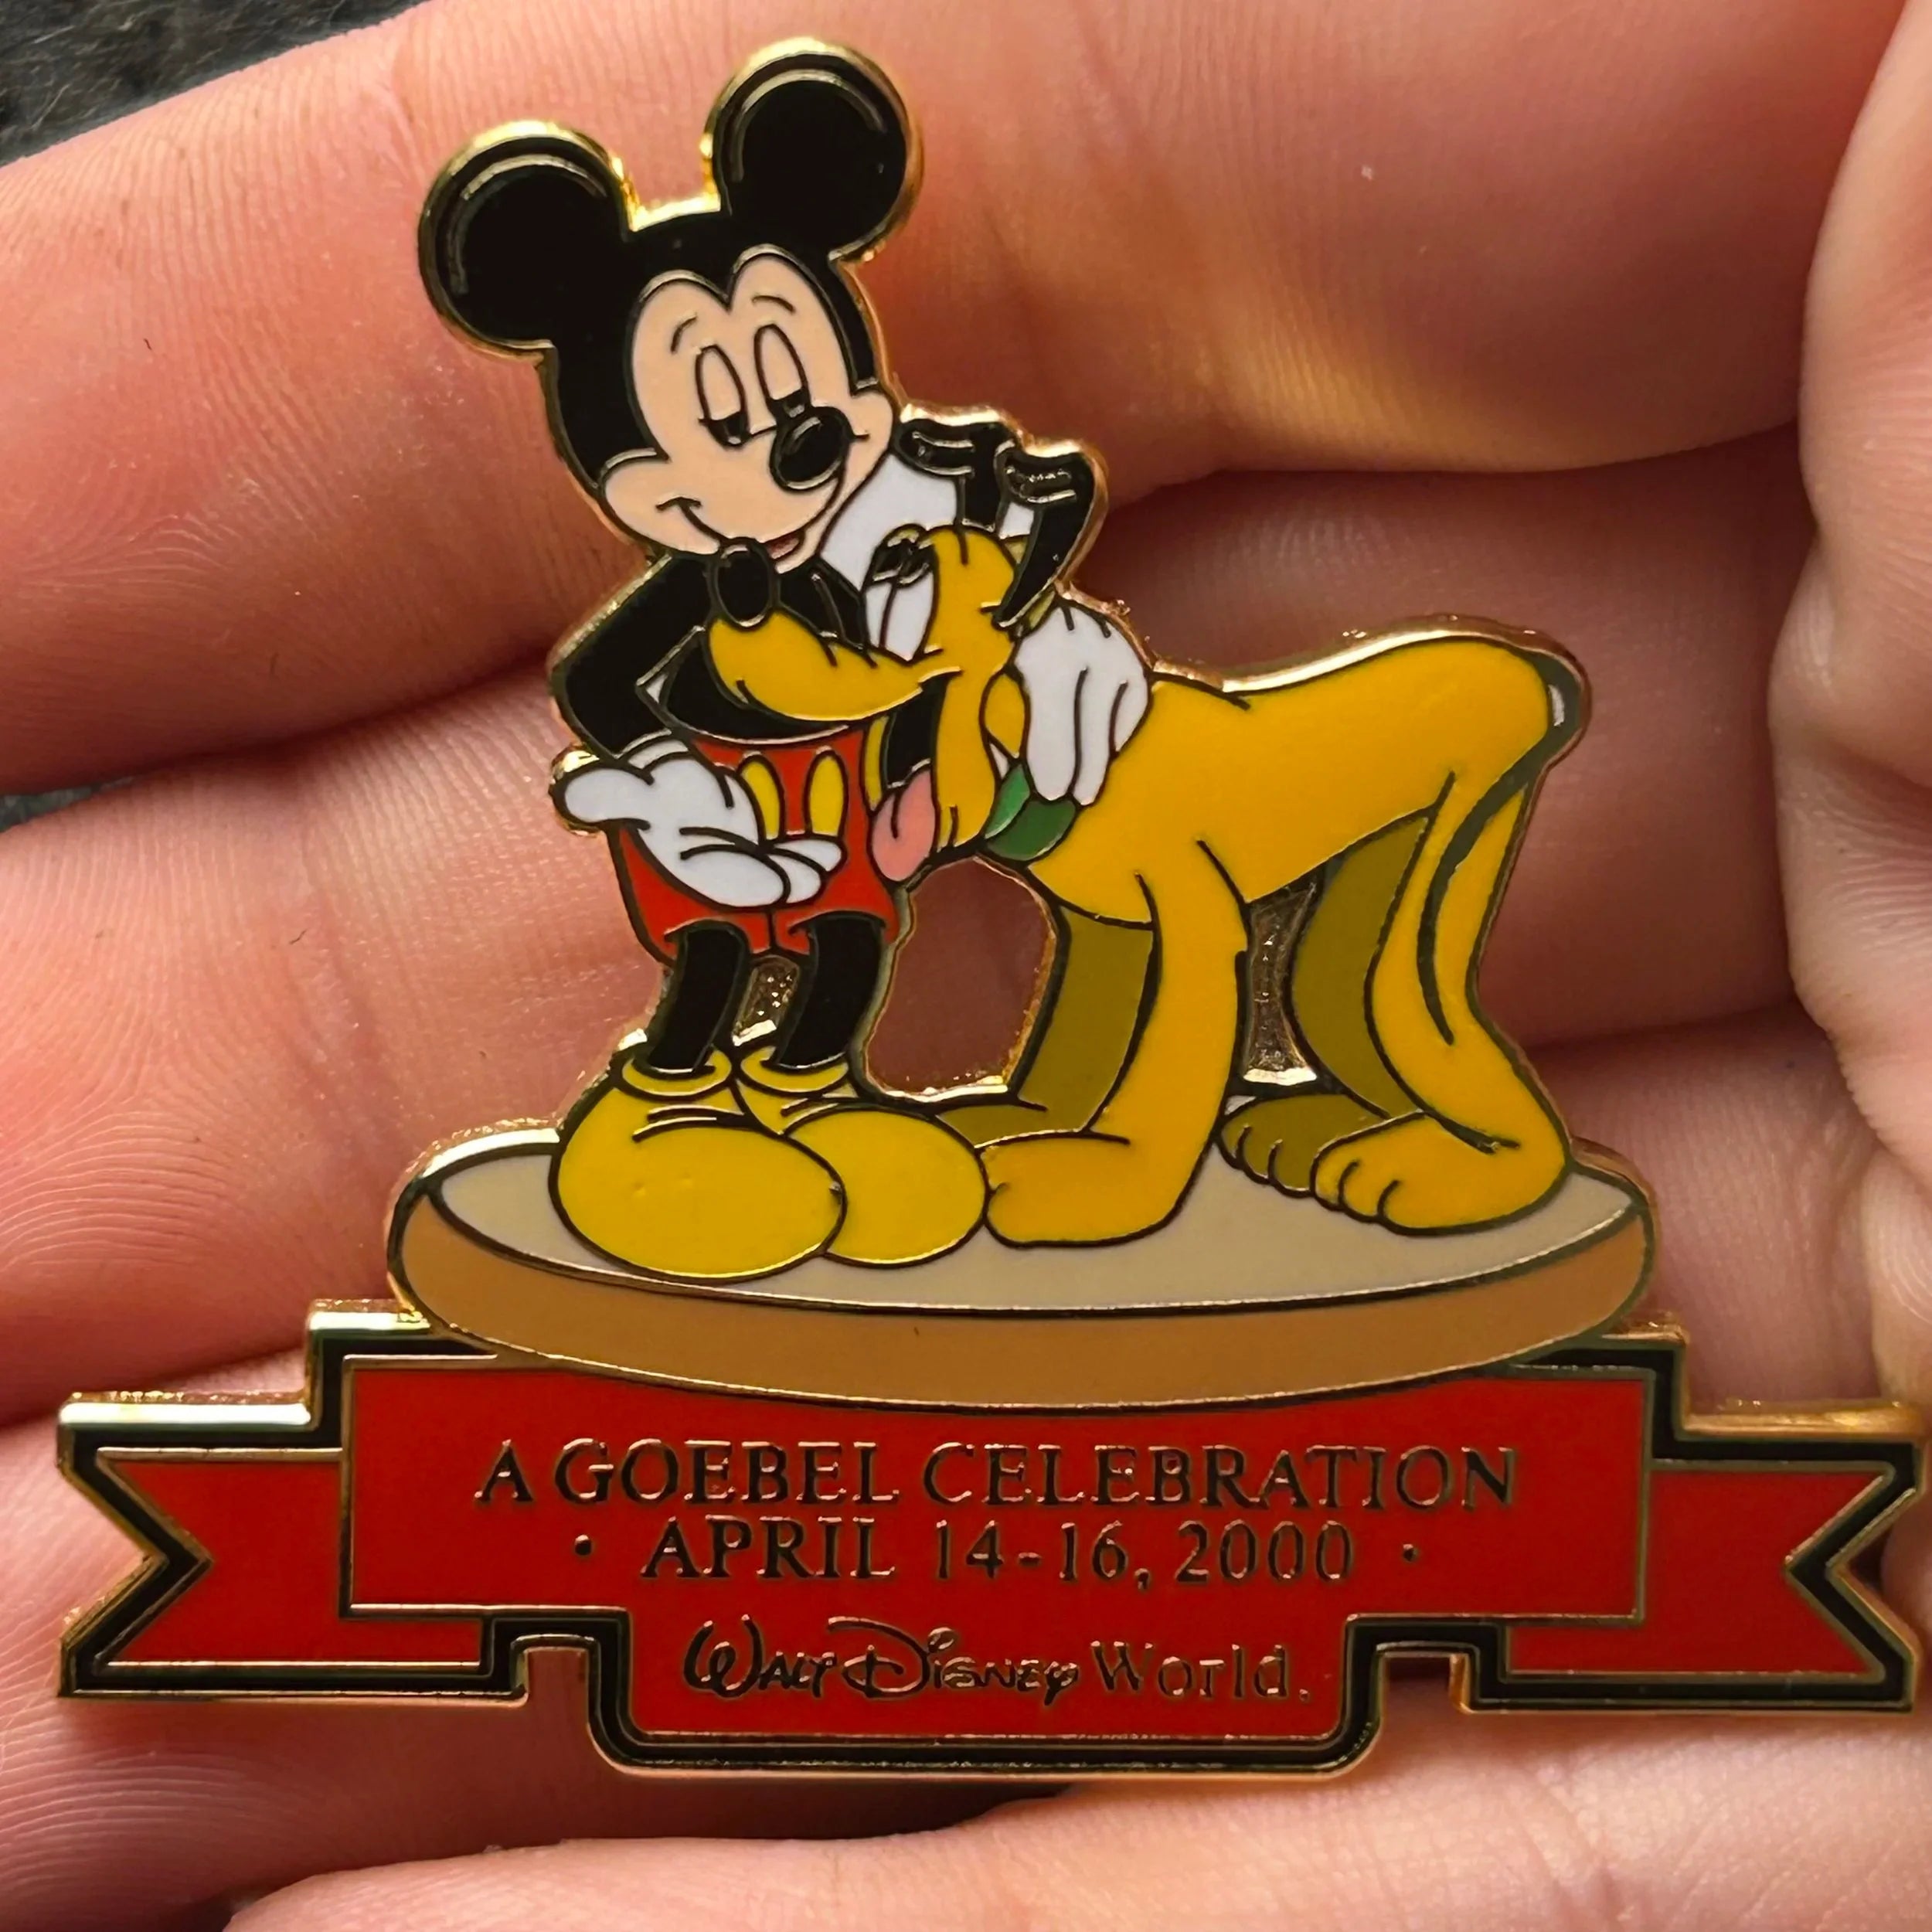 A GOEBEL CELEBRATION
· APRIL 14-16, 2000 ·
WALT DISNEY World.